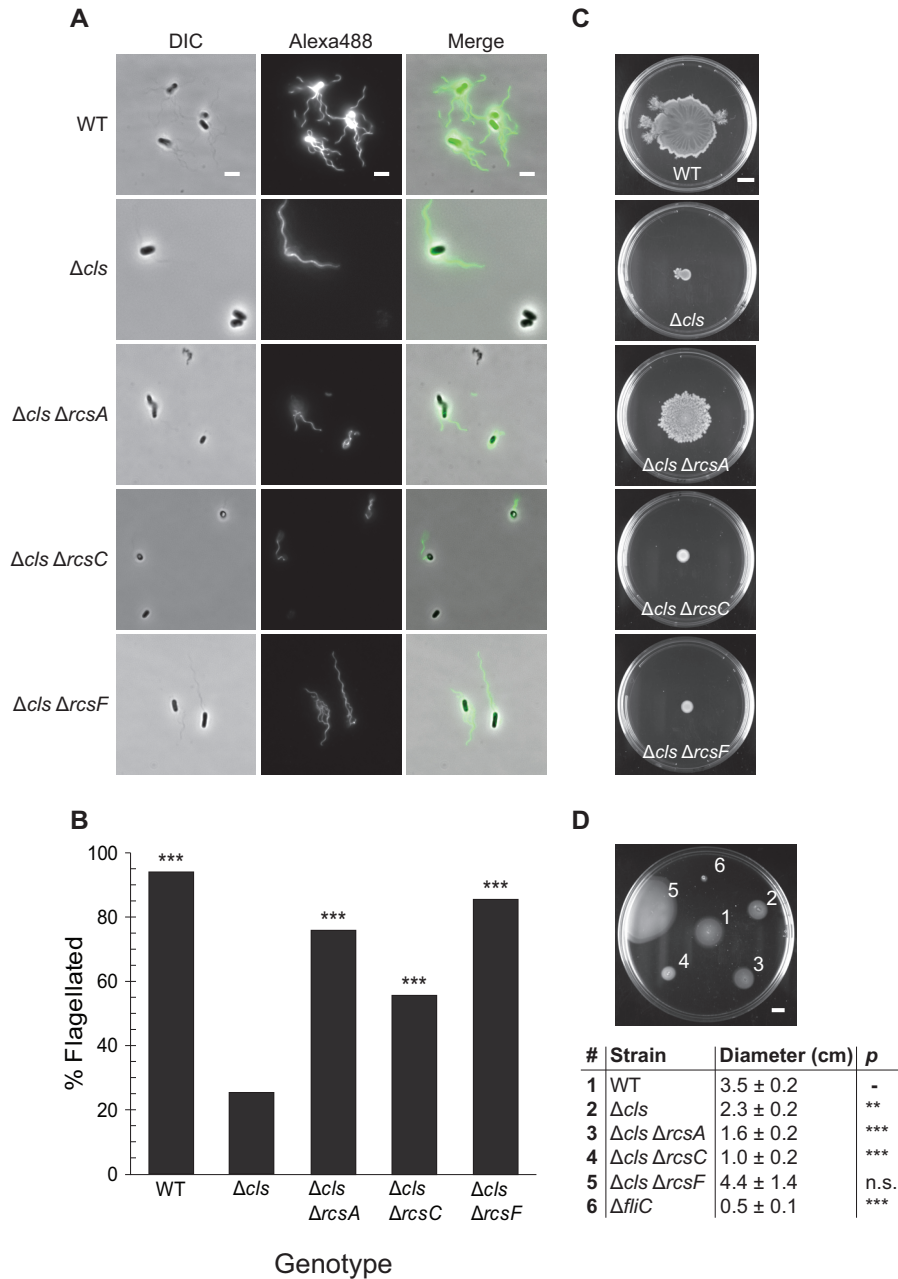 A
DIC Alexa488 Merge
WT
Δcls
Δcls ΔrcsA
Δcls ΔrcsC
Δcls ΔrcsF
C
WT
Δcls
Δcls ΔrcsA
Δcls ΔrcsC
Δcls ΔrcsF
B
% Flagellated
100
80
60
40
20
0
***
***
***
***
WT Δcls Δcls Δcls Δcls
ΔrcsA ΔrcsC ΔrcsF
Genotype
D
6
5
2
1
4
3
# Strain Diameter (cm) p
1 WT 3.5 ± 0.2 -
2 Δcls 2.3 ± 0.2 **
3 Δcls ΔrcsA 1.6 ± 0.2 ***
4 Δcls ΔrcsC 1.0 ± 0.2 ***
5 Δcls ΔrcsF 4.4 ± 1.4 n.s.
6 ΔfliC 0.5 ± 0.1 ***